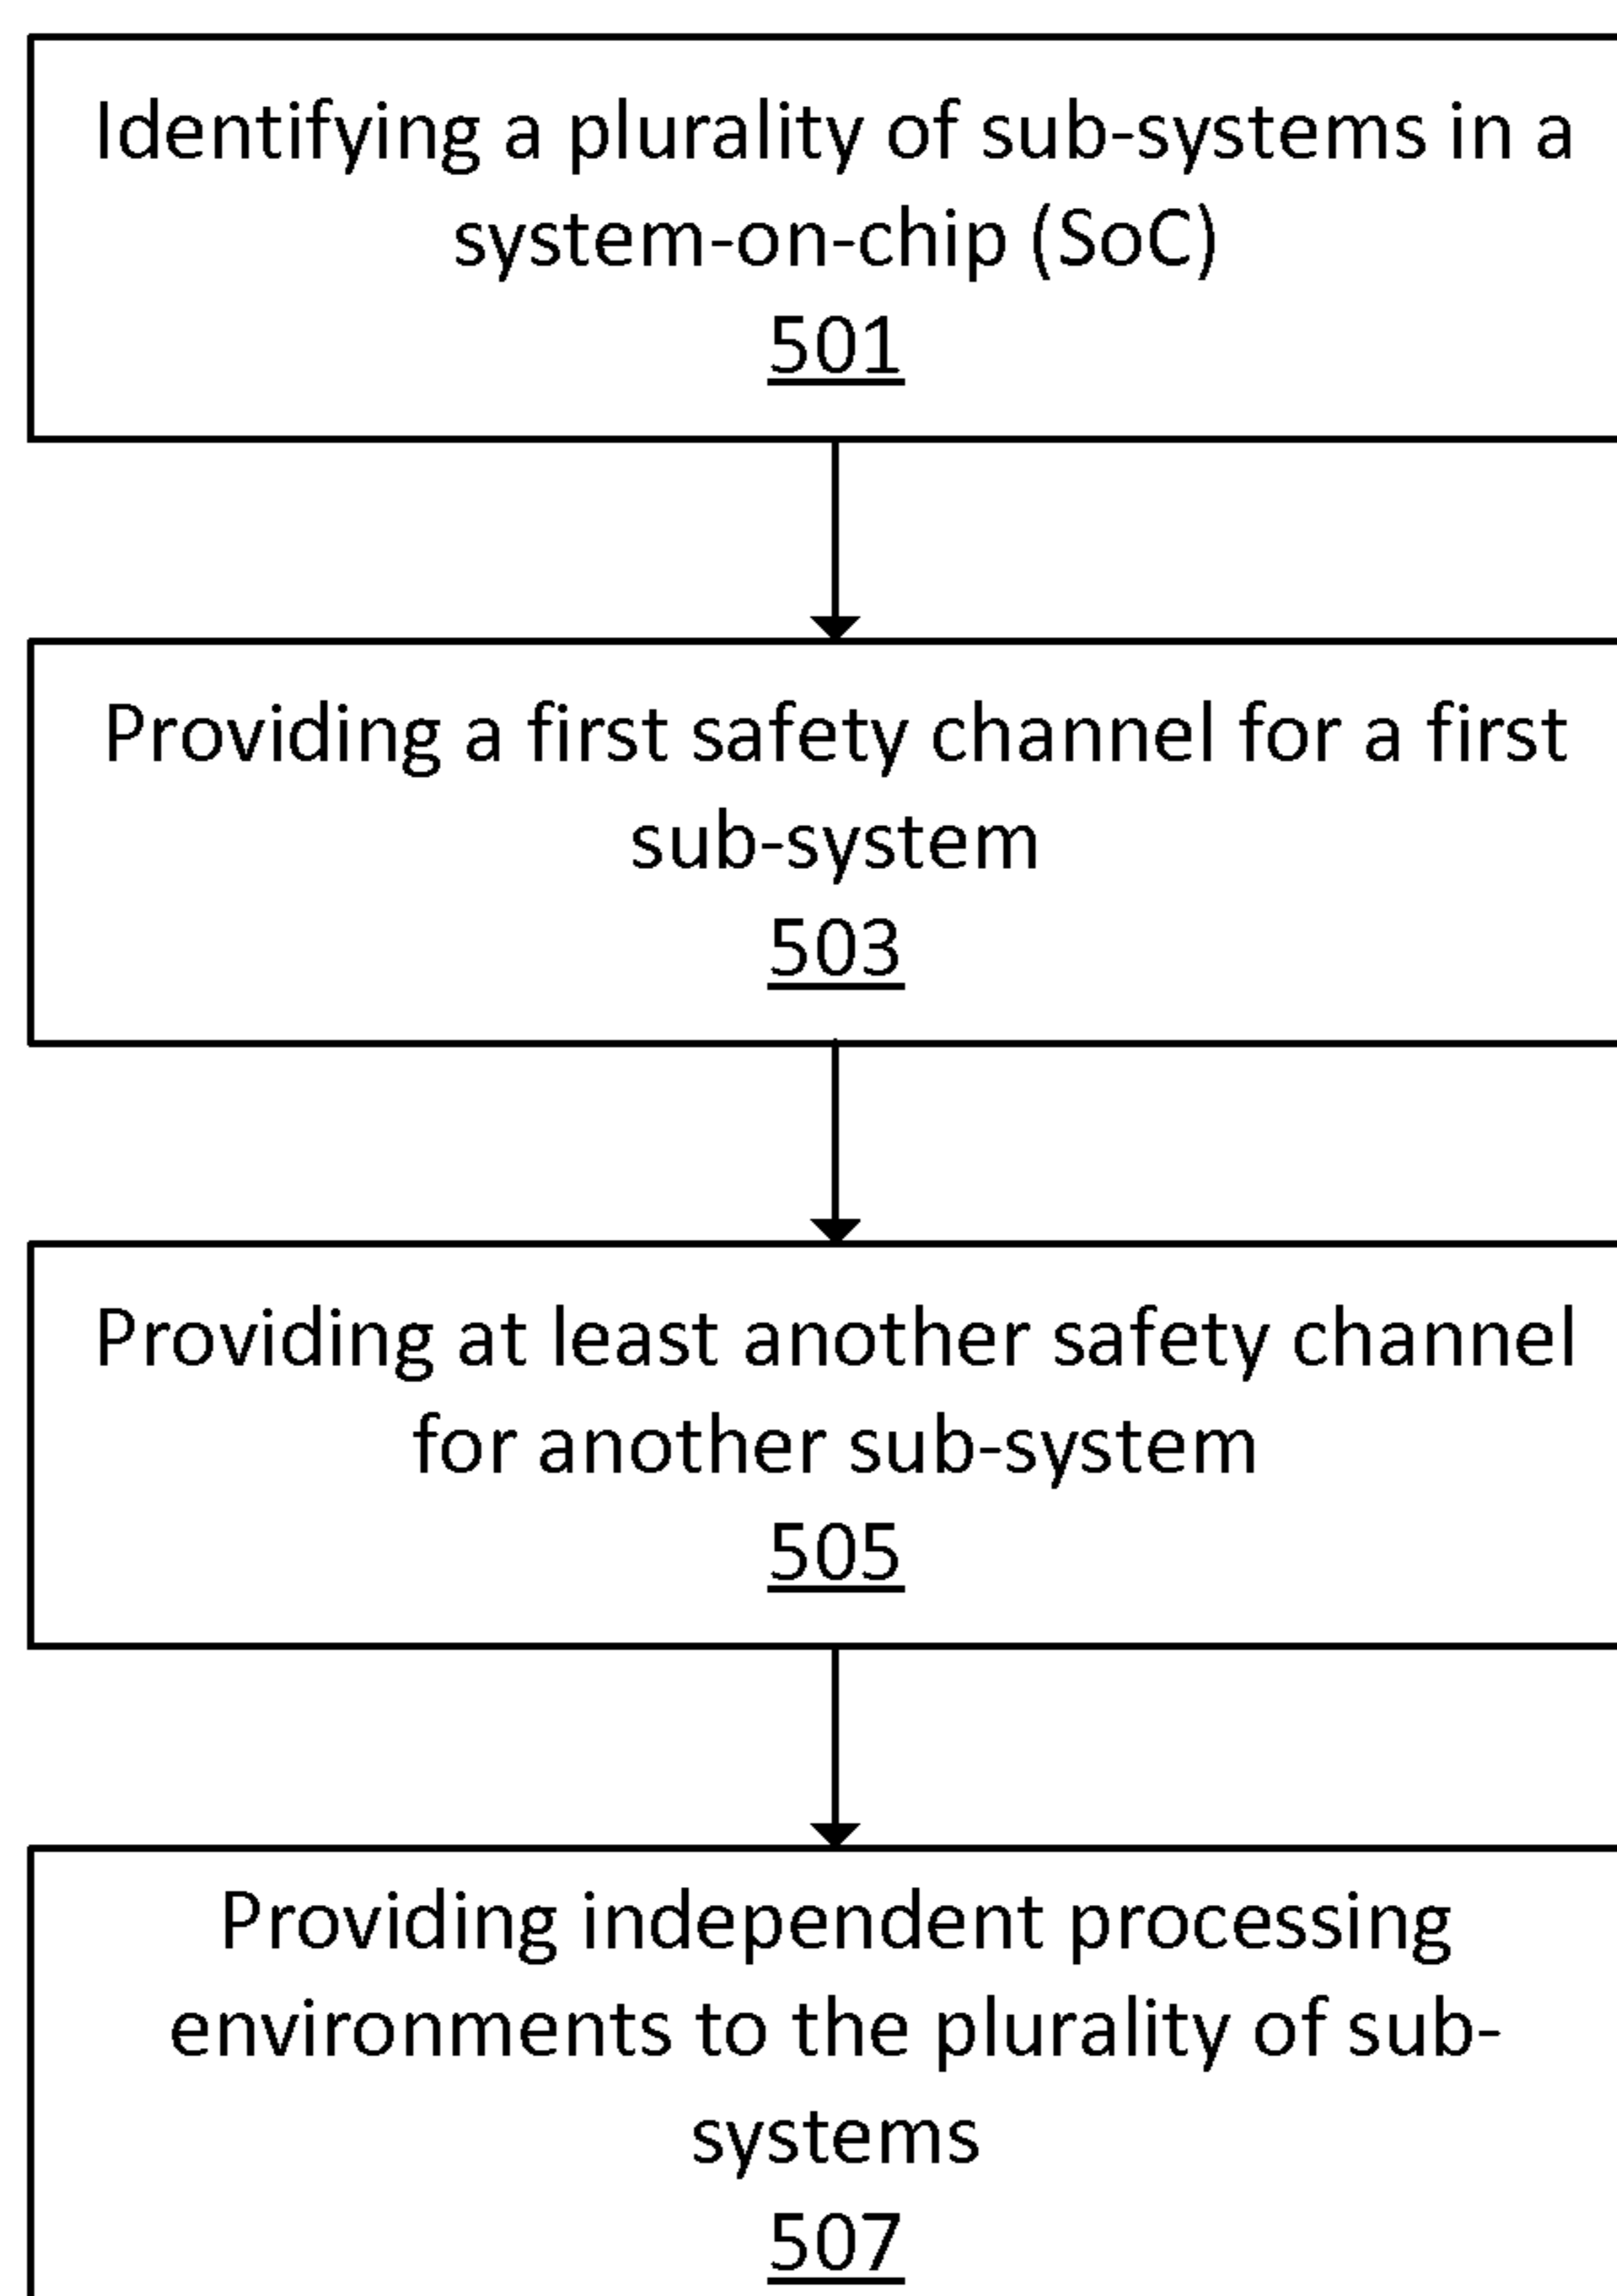 Identifying a plurality of sub-systems in a
system-on-chip (SoC)
501
Providing a first safety channel for a first
sub-system
503
Providing at least another safety channel
for another sub-system
505
Providing independent processing
environments to the plurality of sub-
systems
507